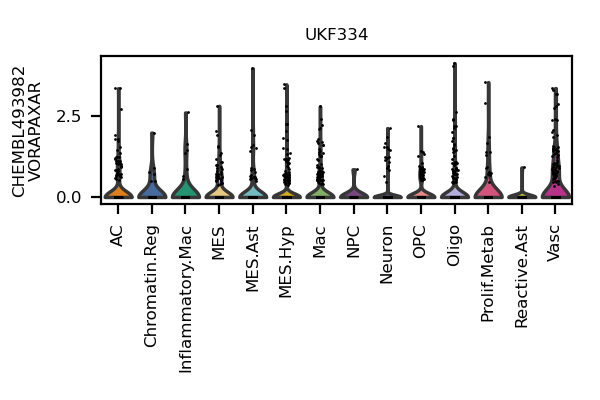 UKF334
CHEMBL493982
VORAPAXAR
2.5
0.0
AC
Chromatin.Reg
Inflammatory.Mac
MES
MES.Ast
MES.Hyp
Mac
NPC
Neuron
OPC
Oligo
Prolif.Metab
Reactive.Ast
Vasc